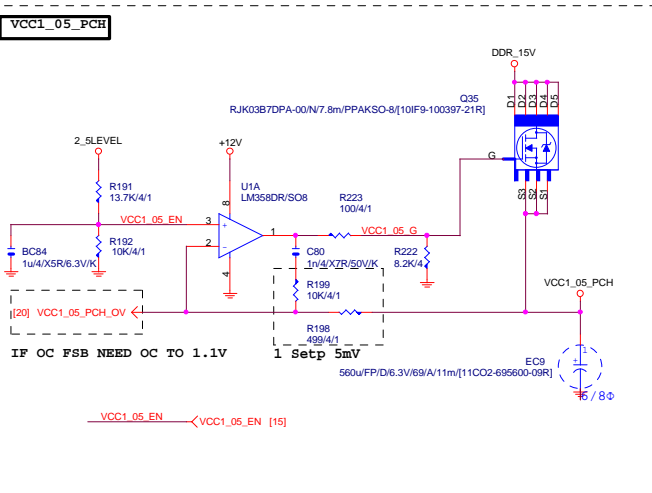 VCC1_05_PCH
DDR_15V
D1
D2
D3
D4
D5
Q35
RJK03B7DPA-00/N/7.8m/PPAKSO-8/[10IF9-100397-21R]
G
S3
S2
S1
2_5LEVEL
+12V
R191
13.7K/4/1
U1A
LM358DR/SO8
R223
100/4/1
8
VCC1_05_EN
3
+
1
VCC1_05_G
2
−
4
R192
10K/4/1
BC84
1u/4/X5R/6.3V/K
C80
1n/4/X7R/50V/K
R222
8.2K/4
R199
10K/4/1
VCC1_05_PCH
[20] VCC1_05_PCH_OV
R198
499/4/1
IF OC FSB NEED OC TO 1.1V
1 Setp 5mV
EC9
560u/FP/D/6.3V/69/A/11m/[11CO2-695600-09R]
1
+
6/8Φ
VCC1_05_EN
VCC1_05_EN [15]